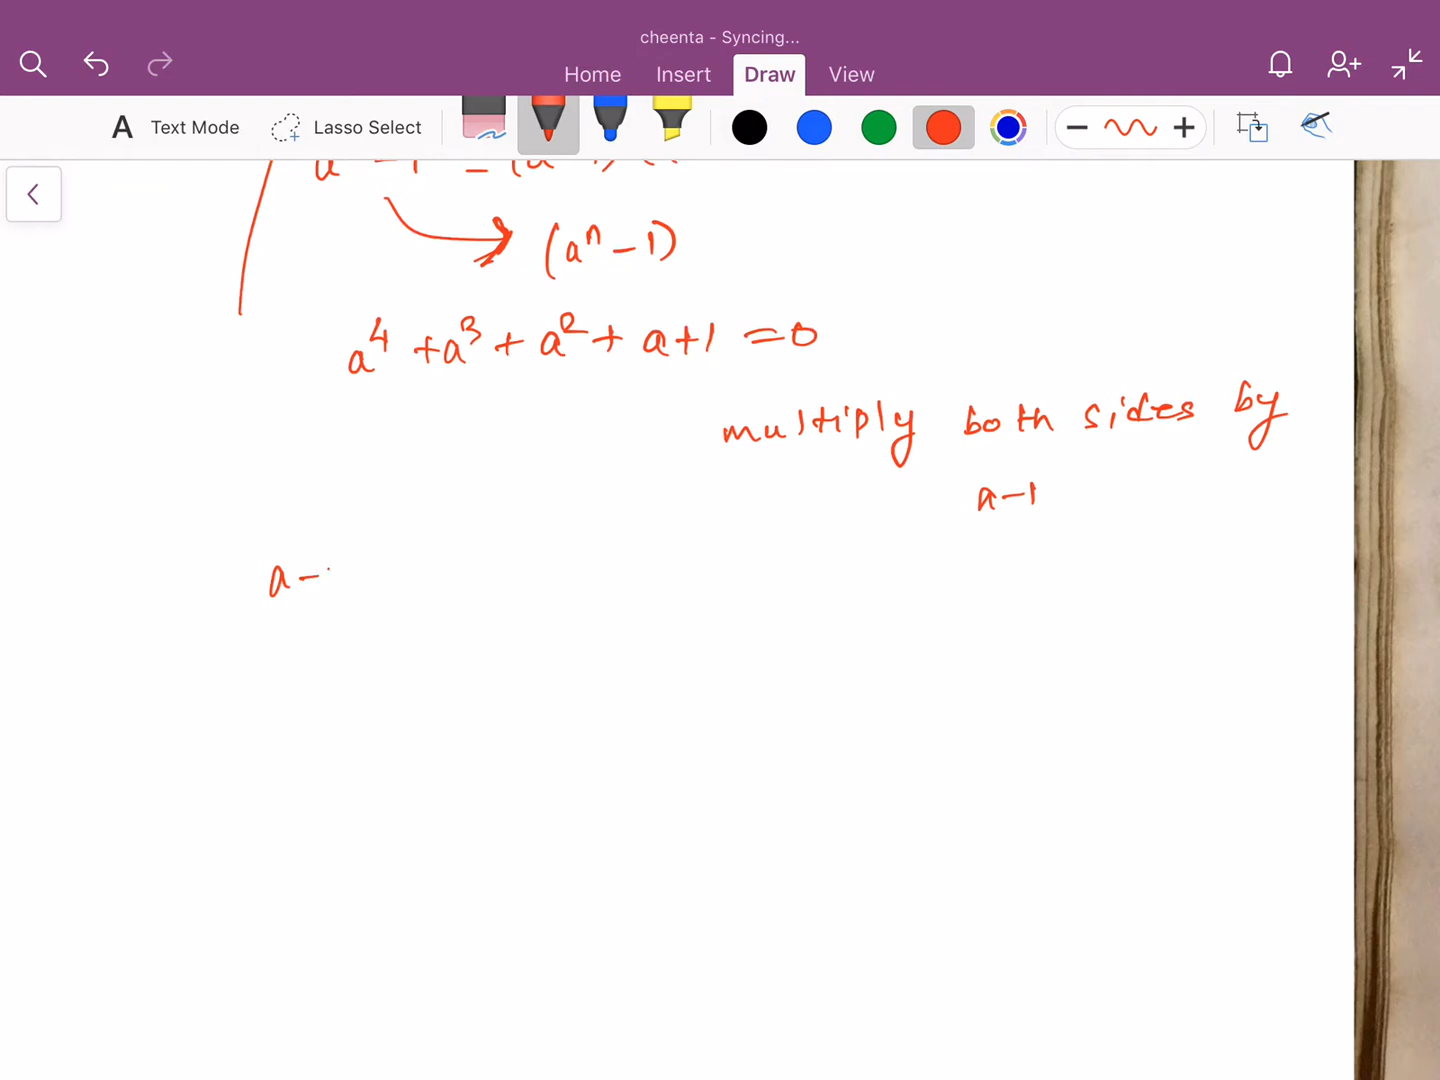 cheenta - Syncing...
Home Insert Draw View
A Text Mode Lasso Select
(aⁿ - 1)
a⁴ + a³ + a² + a + 1 = 0
multiply both sides by
a - 1
a -